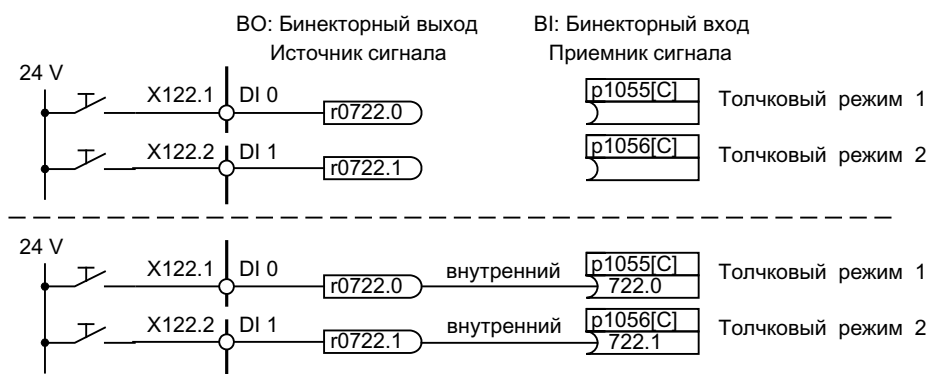 BO: Бинекторный выход BI: Бинекторный вход
Источник сигнала Приемник сигнала
24 V
X122.1 DI 0 r0722.0 p1055[C] Толчковый режим 1
X122.2 DI 1 r0722.1 p1056[C] Толчковый режим 2
24 V
X122.1 DI 0 r0722.0 внутренний p1055[C] 722.0 Толчковый режим 1
X122.2 DI 1 r0722.1 внутренний p1056[C] 722.1 Толчковый режим 2